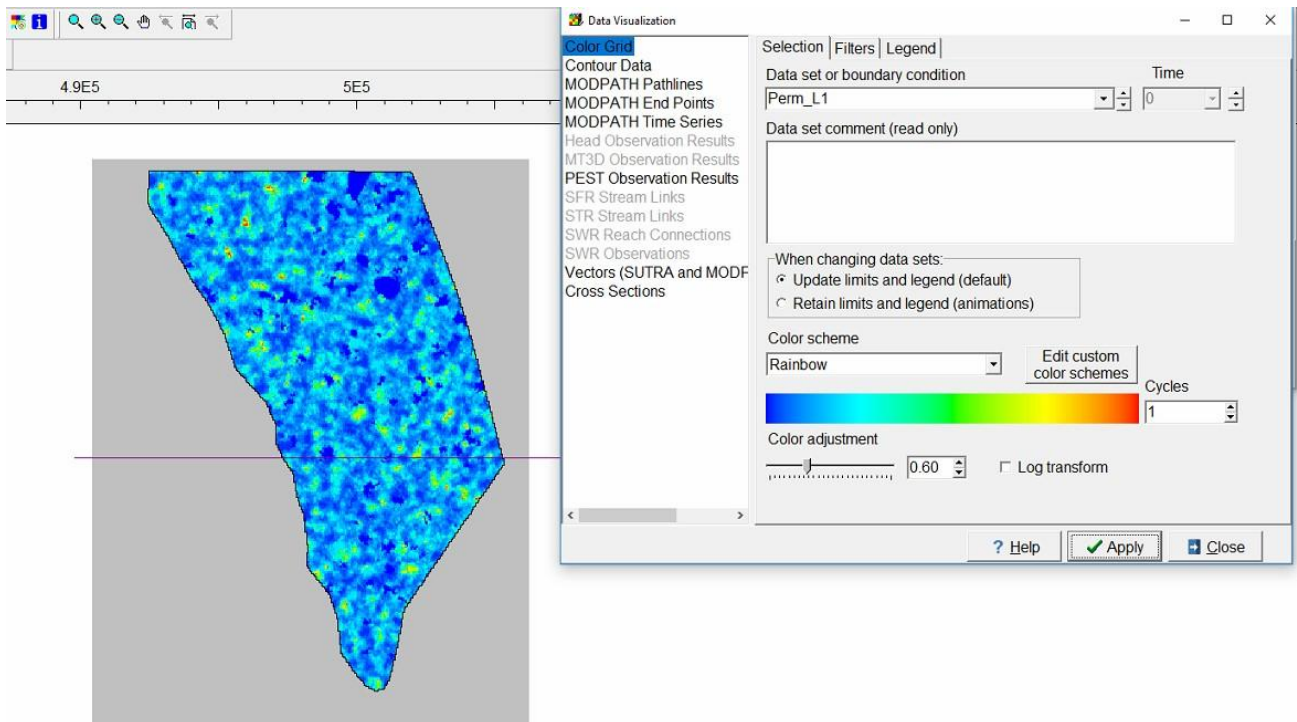 Data Visualization
4.9E5
5E5
Color Grid
Contour Data
MODPATH Pathlines
MODPATH End Points
MODPATH Time Series
Head Observation Results
MT3D Observation Results
PEST Observation Results
SFR Stream Links
STR Stream Links
SWR Reach Connections
SWR Observations
Vectors (SUTRA and MODF
Cross Sections
Selection
Filters
Legend
Data set or boundary condition
Time
Perm_L1
0
Data set comment (read only)
When changing data sets:
Update limits and legend (default)
Retain limits and legend (animations)
Color scheme
Rainbow
Edit custom
color schemes
Cycles
1
Color adjustment
0.60
Log transform
? Help
Apply
Close